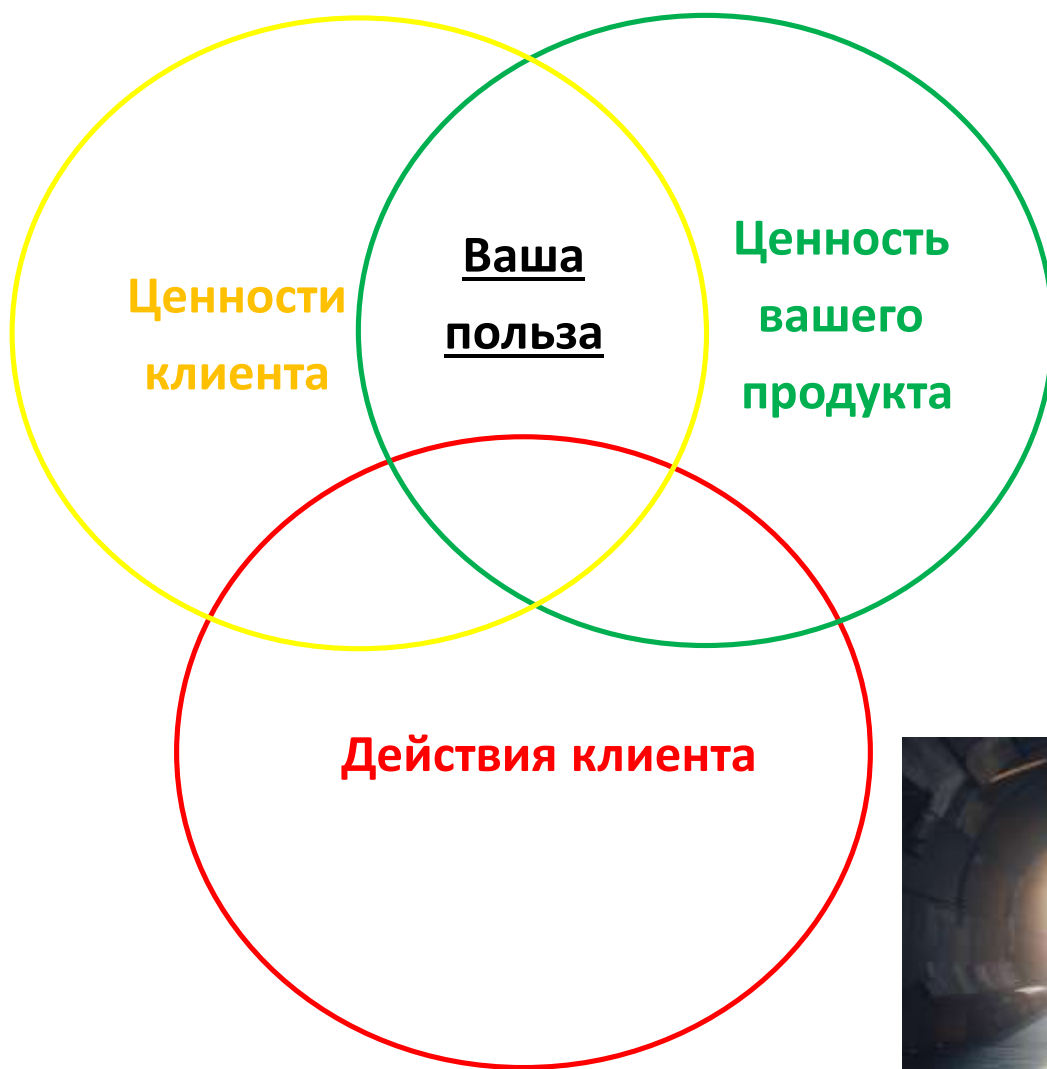 Ценности
клиента
Ваша
польза
Ценность
вашего
продукта
Действия клиента